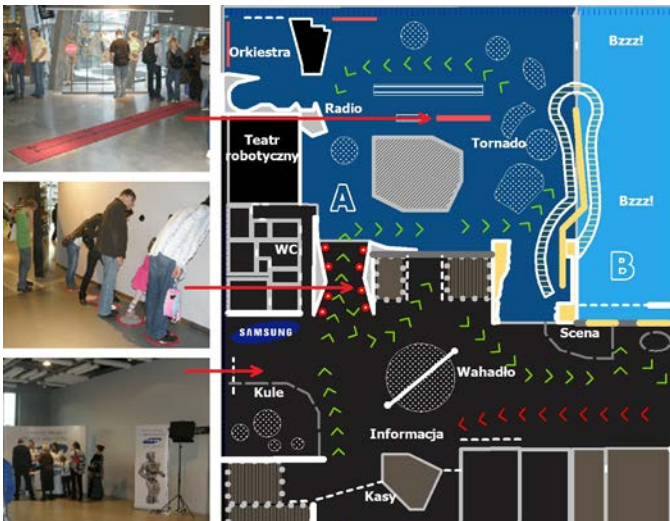 Orkiestra
Bzzz!
Radio
Tornado
Teatr
robotyczny
A
Bzzz!
WC
B
SAMSUNG
Scena
Wahadło
Kule
Informacja
Kasy